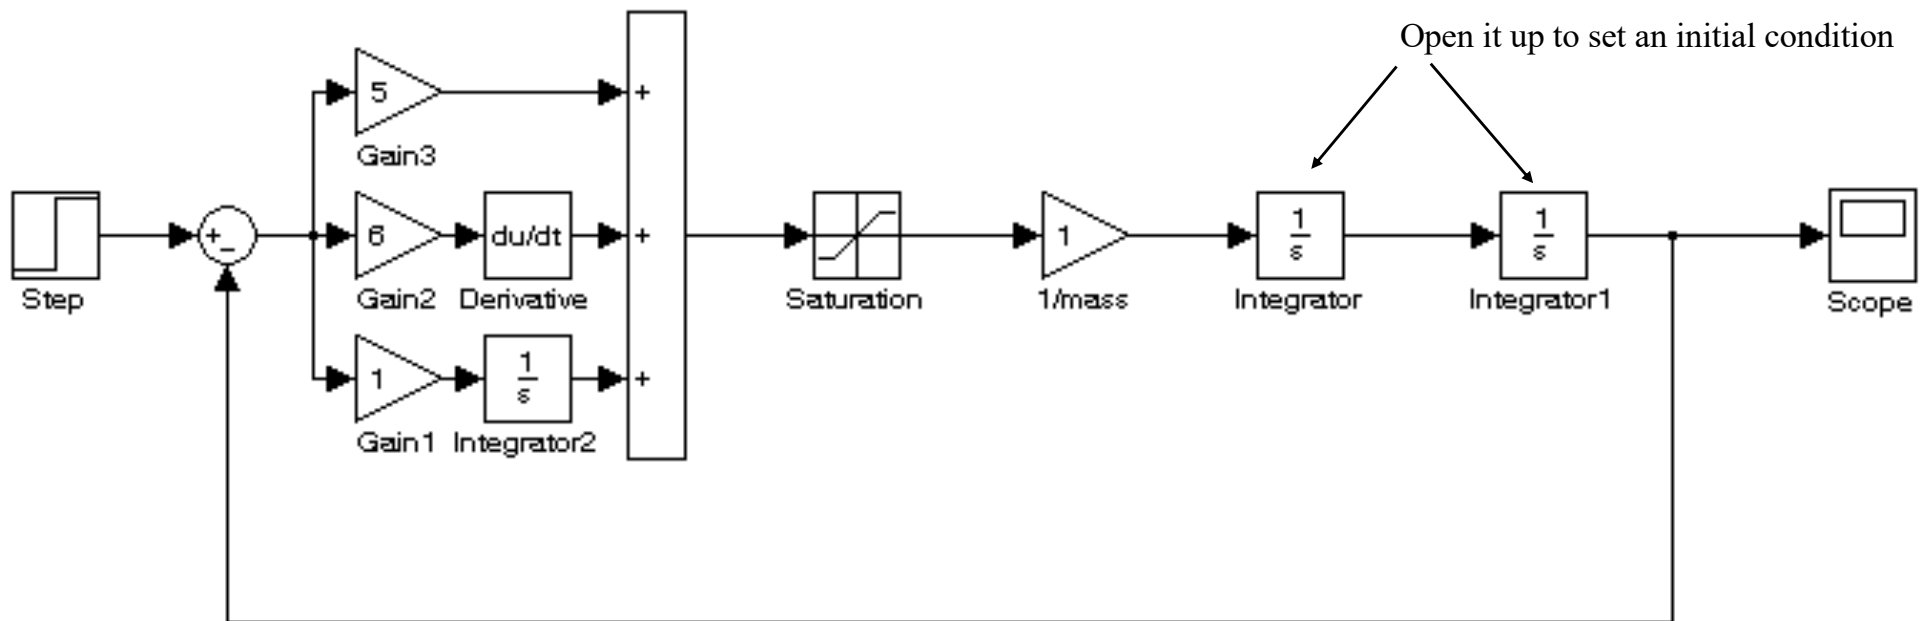 Open it up to set an initial condition
5
+
Gain3
Step
+
−
6
du/dt
+
Gain2
Derivative
Saturation
1
1/mass
1
s
Integrator
1
s
Integrator1
Scope
1
1
s
+
Gain1
Integrator2